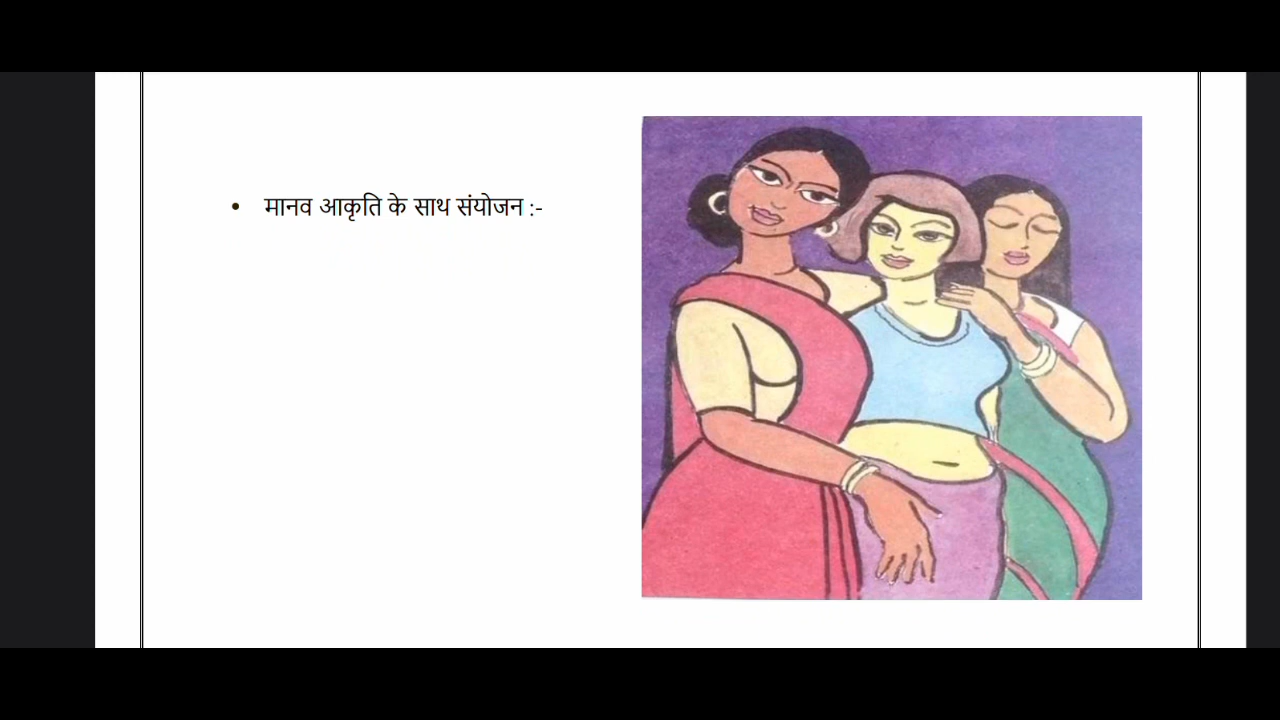 • मानव आकृति के साथ संयोजन :-